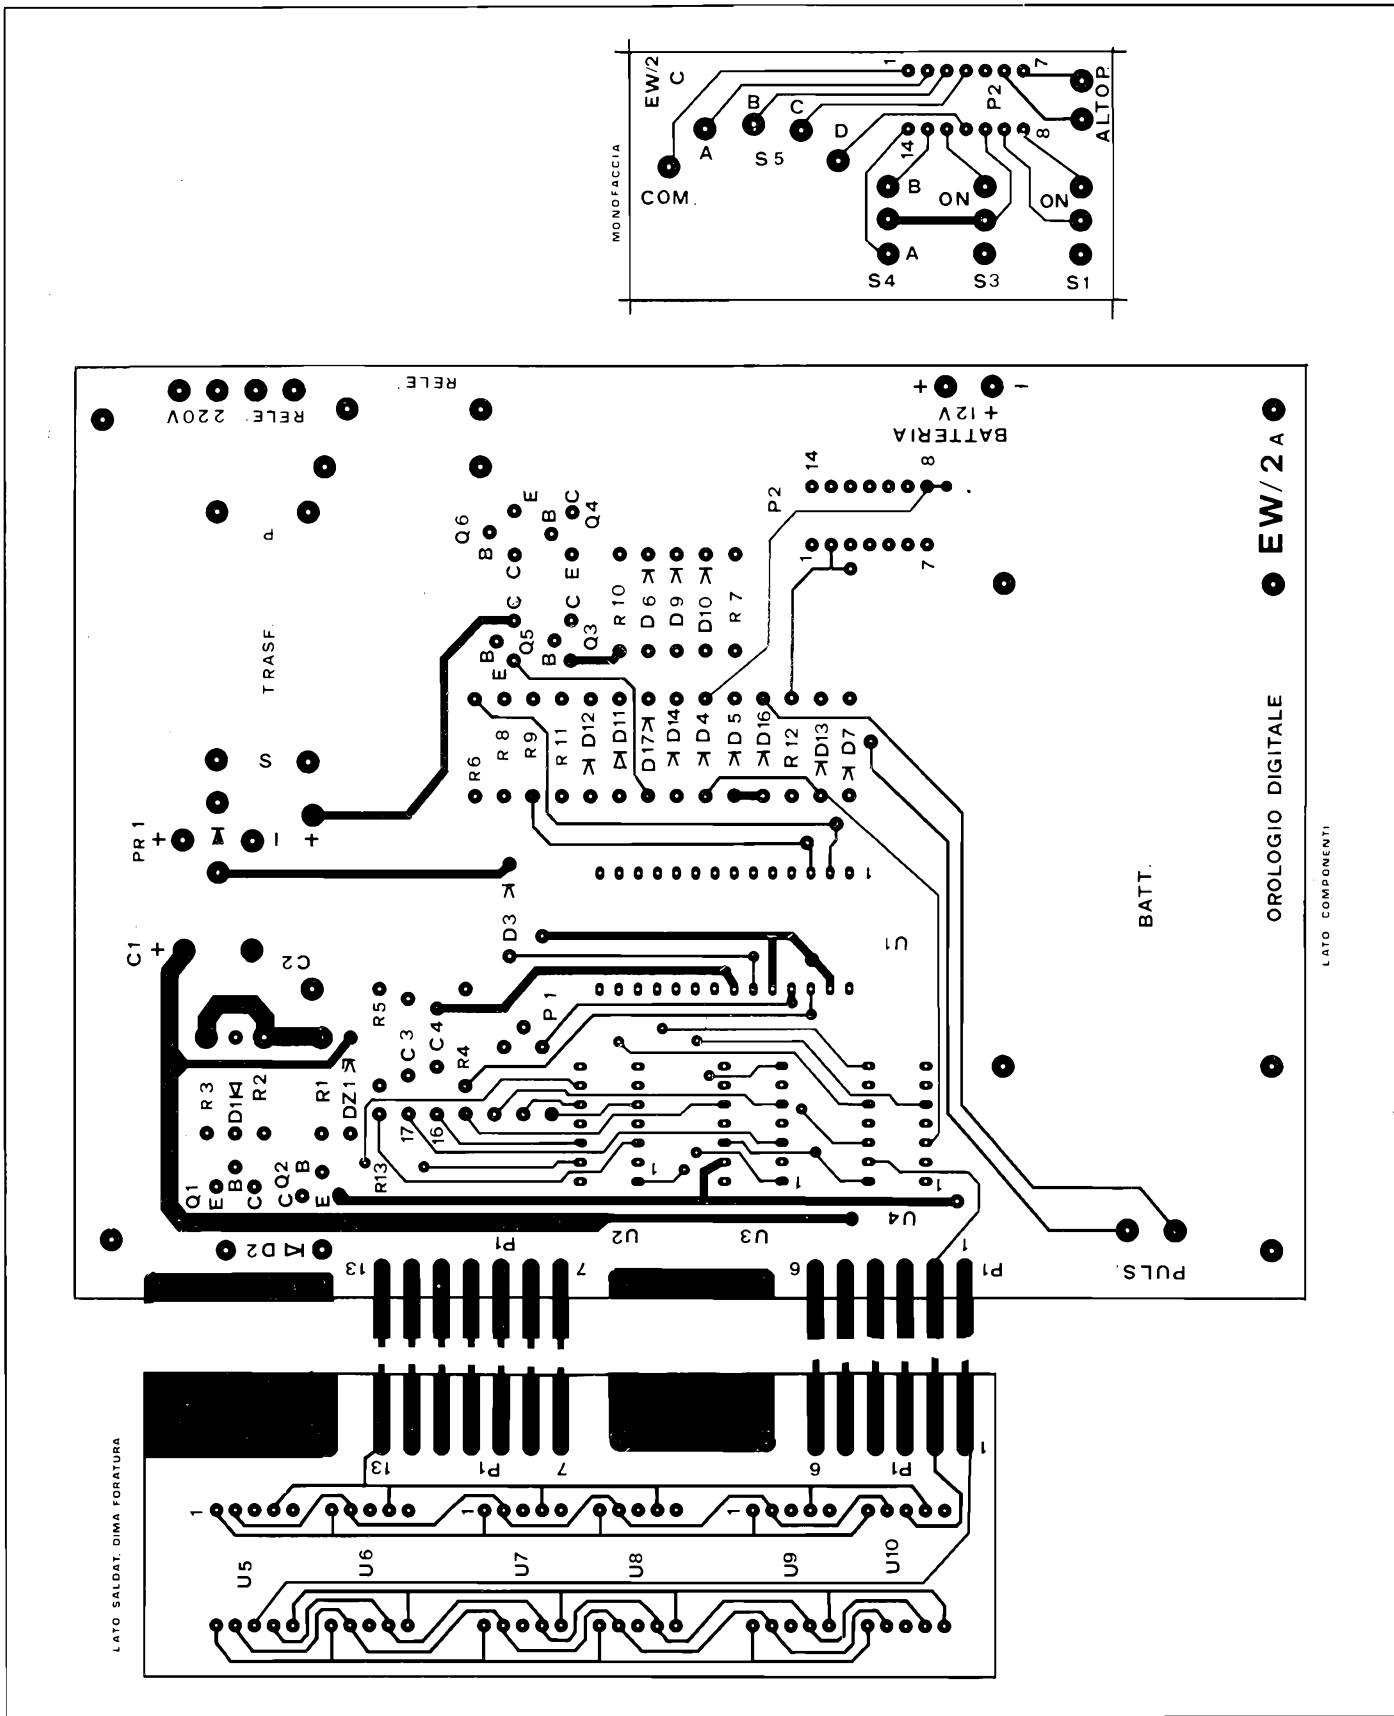 EW/2
C
1
7
P2
A
B
C
D
S5
COM.
14
8
ALTOP.
B
ON
ON
A
S4
S3
S1
MONOFACCIA
220V
RELE.
RELE.
+ -
+12V
BATTERIA
EW/2 A
P
TRASF.
S
Q6
B
E
C
B
C
Q4
C
E
P2
14
8
1
7
C
C
B
Q5
E
B
Q3
R10
D6
D9
D10
R7
R6
R8
R9
R11
D12
D11
D17
D14
D4
D5
D16
R12
D13
D7
PR1
+
-
+
1
C1
+
C2
D3
U1
BATT.
OROLOGIO DIGITALE
LATO COMPONENTI
R5
C3
C4
P1
R4
R3
D1
R2
R1
DZ1
17
16
R13
Q1
E
B
C
Q2
C
B
E
1
1
1
D2
U2
U3
U4
13
P1
7
6
1
P1
PULS.
13
P1
7
6
P1
1
1
1
1
U5
U6
U7
U8
U9
U10
LATO SALDAT. DIMA FORATURA